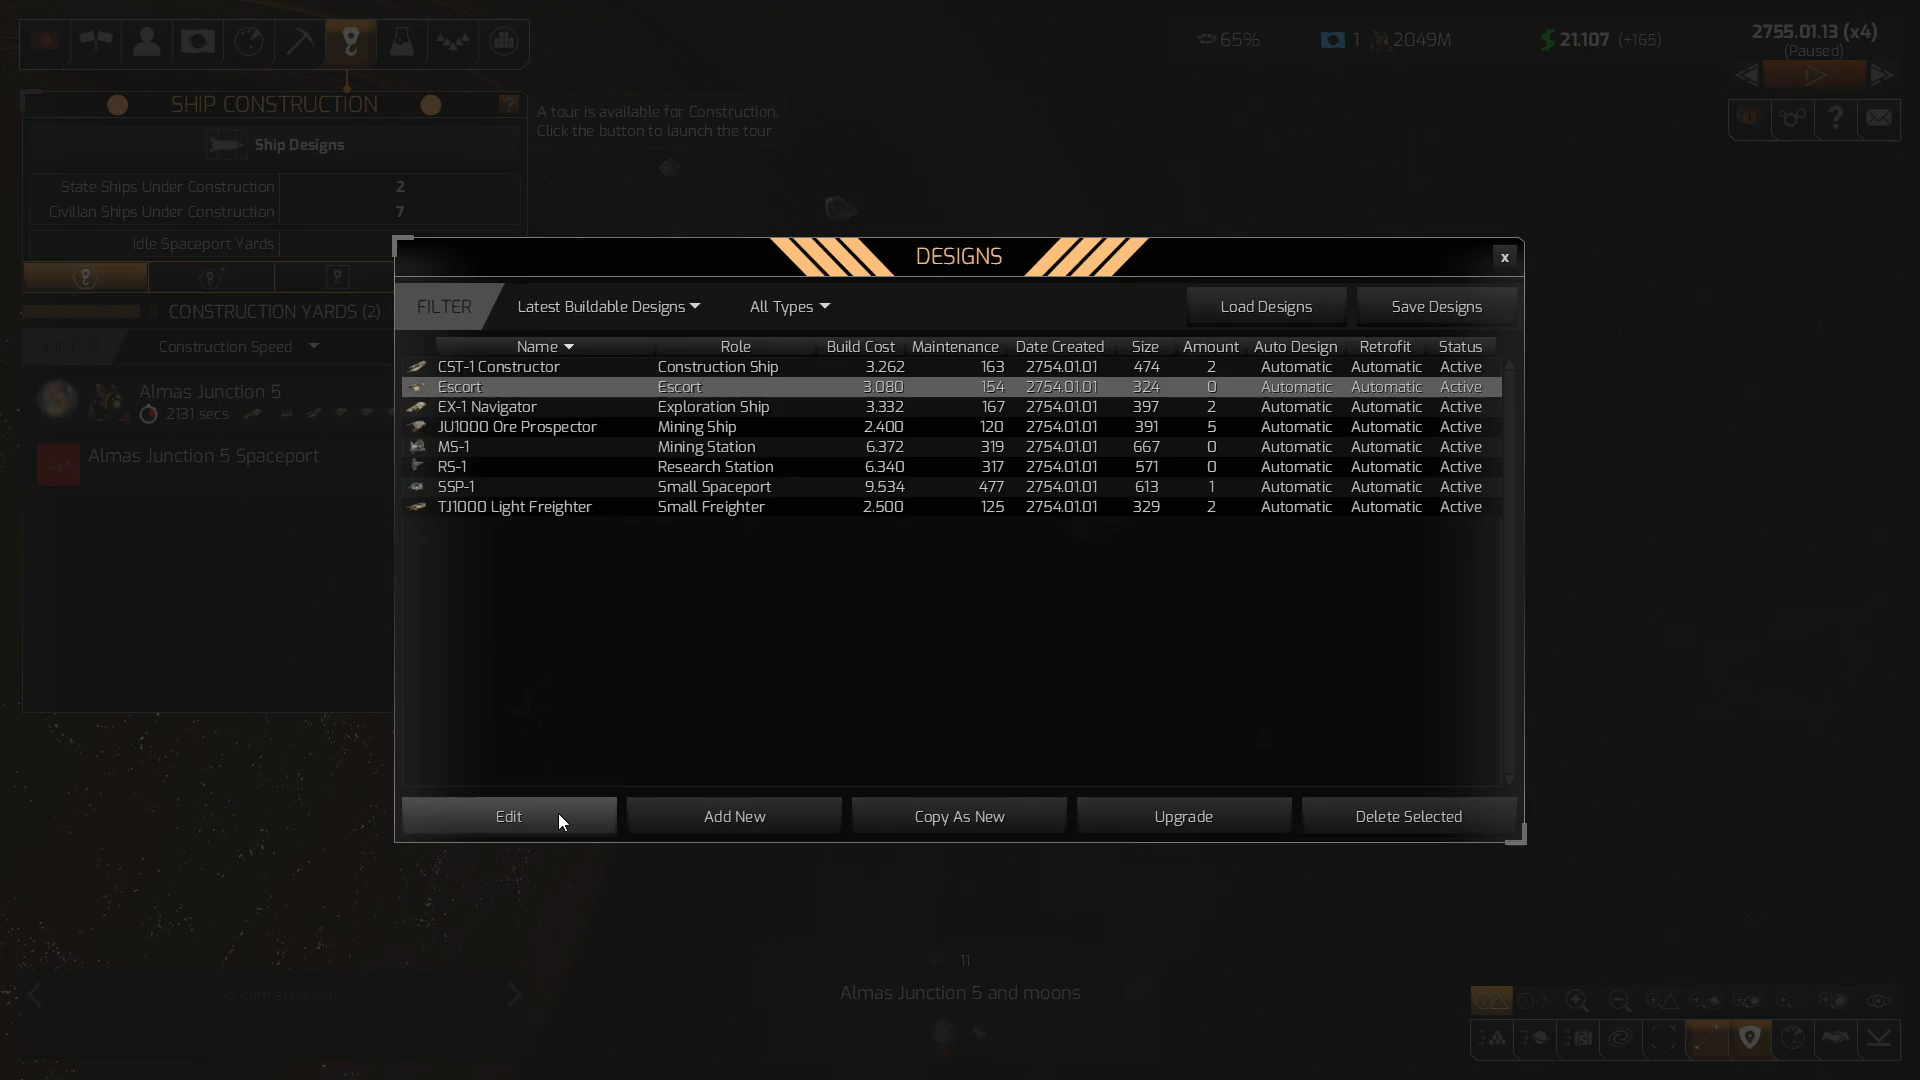 65%
1
2049M
21.107 (+165)
2755.01.13 (x4)
(Paused)
SHIP CONSTRUCTION
?
A tour is available for Construction.
Click the button to launch the tour
Ship Designs
State Ships Under Construction 2
Civilian Ships Under Construction 7
Idle Spaceport Yards
CONSTRUCTION YARDS (2)
FILTER Construction Speed
Almas Junction 5
2131 secs
Almas Junction 5 Spaceport
DESIGNS
x
FILTER Latest Buildable Designs All Types Load Designs Save Designs
Name Role Build Cost Maintenance Date Created Size Amount Auto Design Retrofit Status
CST-1 Constructor Construction Ship 3.262 163 2754.01.01 474 2 Automatic Automatic Active
Escort Escort 3.080 154 2754.01.01 324 0 Automatic Automatic Active
EX-1 Navigator Exploration Ship 3.332 167 2754.01.01 397 2 Automatic Automatic Active
JU1000 Ore Prospector Mining Ship 2.400 120 2754.01.01 391 5 Automatic Automatic Active
MS-1 Mining Station 6.372 319 2754.01.01 667 0 Automatic Automatic Active
RS-1 Research Station 6.340 317 2754.01.01 571 0 Automatic Automatic Active
SSP-1 Small Spaceport 9.534 477 2754.01.01 613 1 Automatic Automatic Active
TJ1000 Light Freighter Small Freighter 2.500 125 2754.01.01 329 2 Automatic Automatic Active
Edit Add New Copy As New Upgrade Delete Selected
11
(No item selected)
Almas Junction 5 and moons